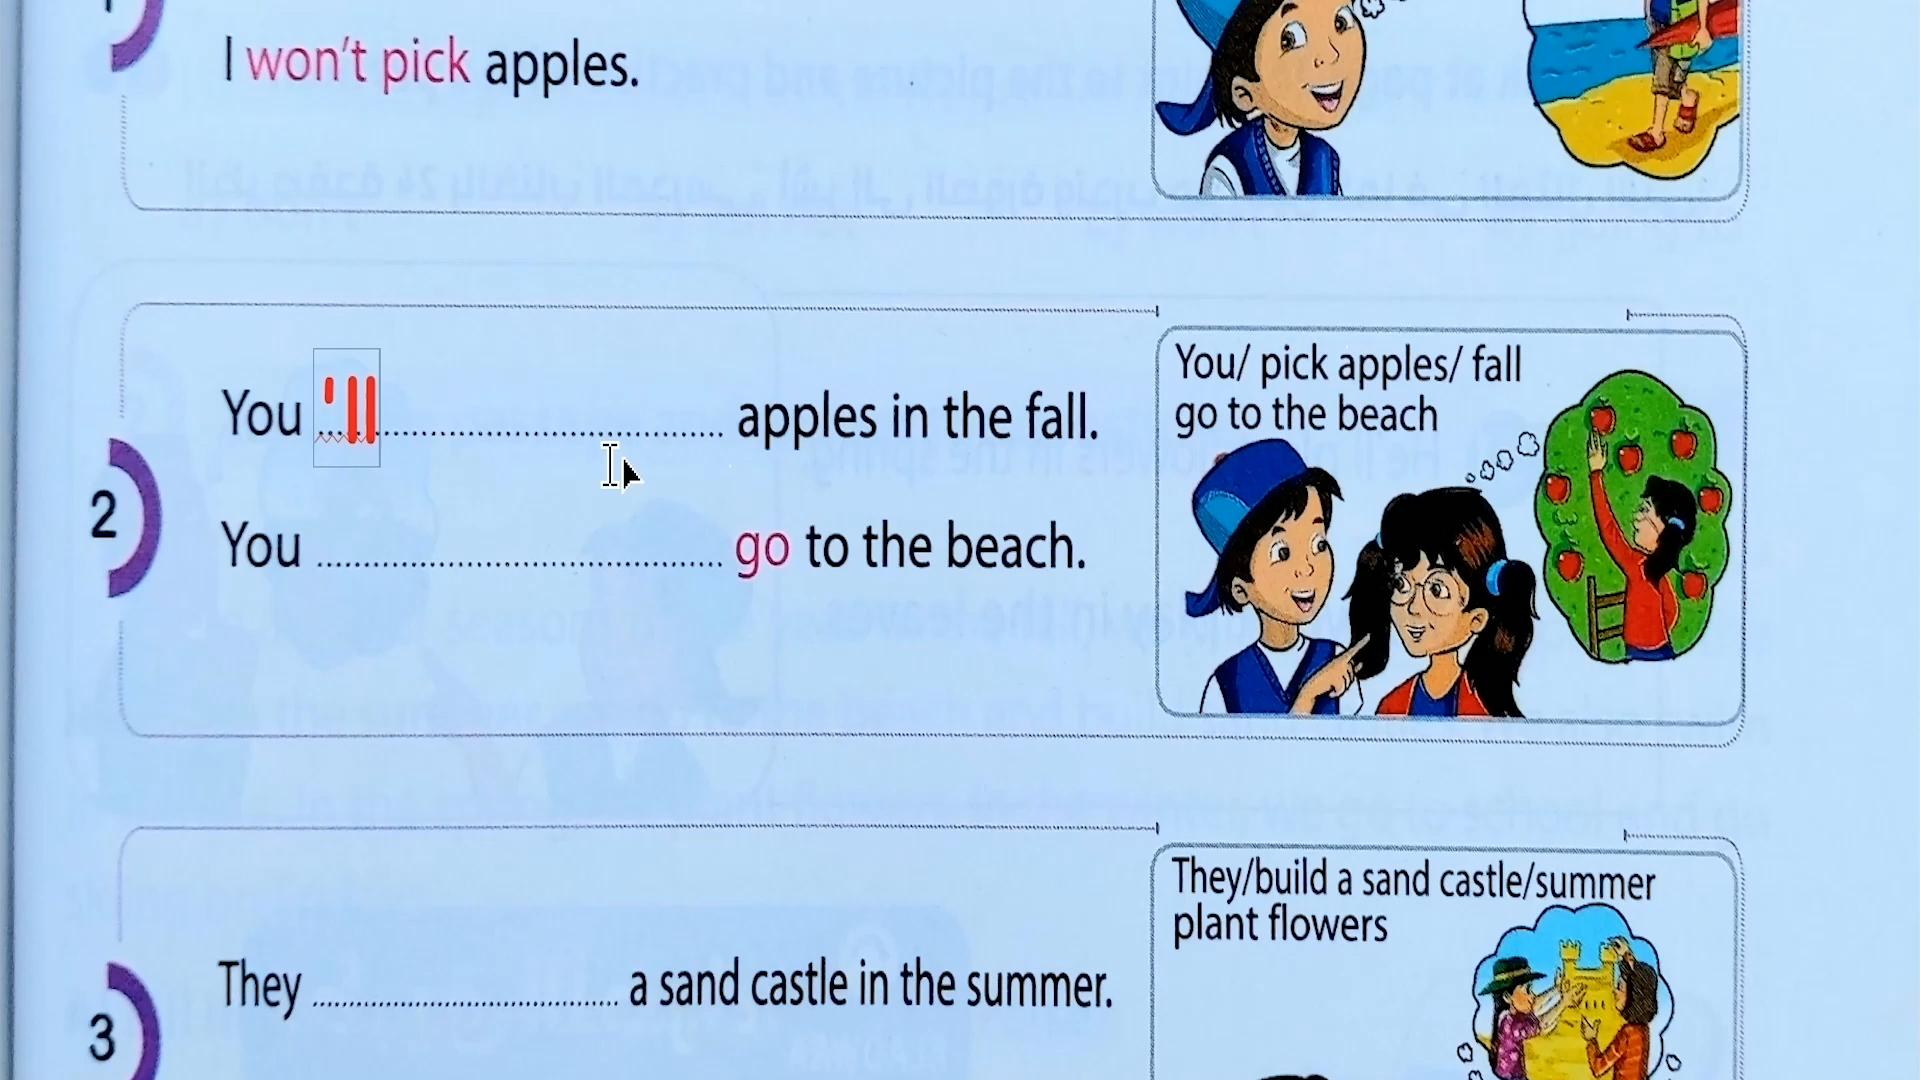 I won't pick apples.
You/ pick apples/ fall
go to the beach
You 'll ........ apples in the fall.
You ........ go to the beach.
2
They/build a sand castle/summer
plant flowers
They ........ a sand castle in the summer.
3